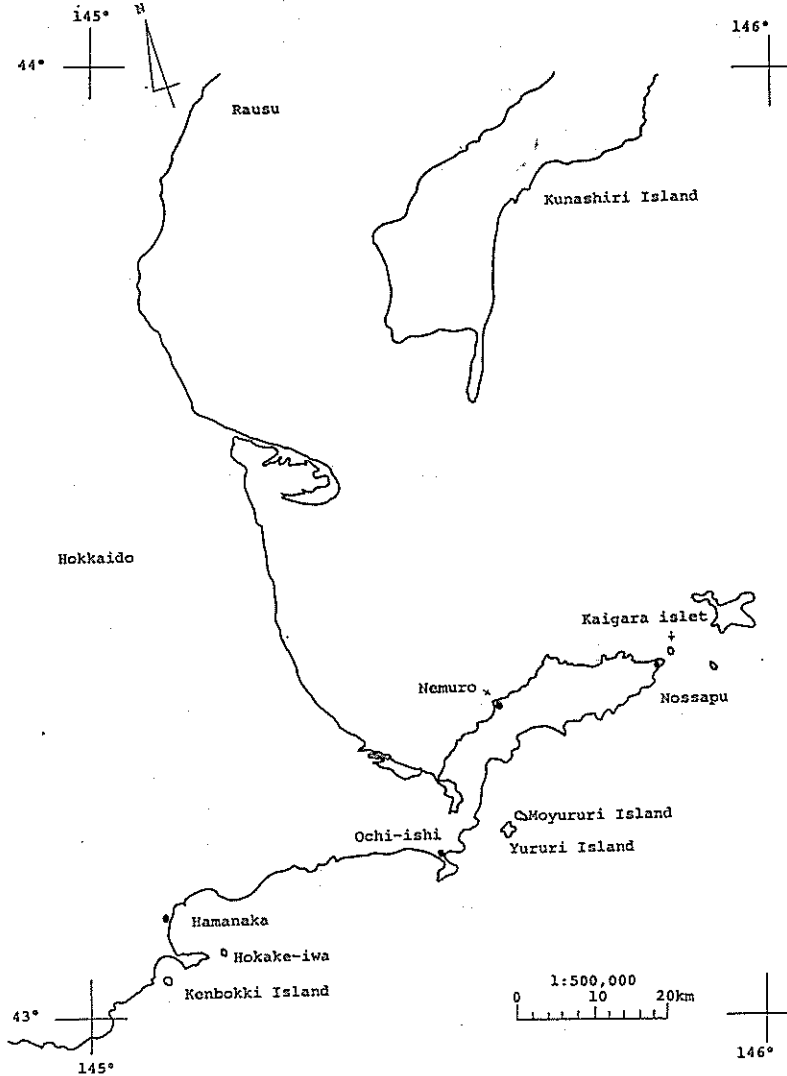 i45°
N
146°
44°
Rausu
Kunashiri Island
Hokkaido
Kaigara islet
Nemuro
Nossapu
Moyururi Island
Ochi-ishi
Yururi Island
Hamanaka
Hokake-iwa
Kenbokki Island
1:500,000
0 10 20km
43°
145°
146°